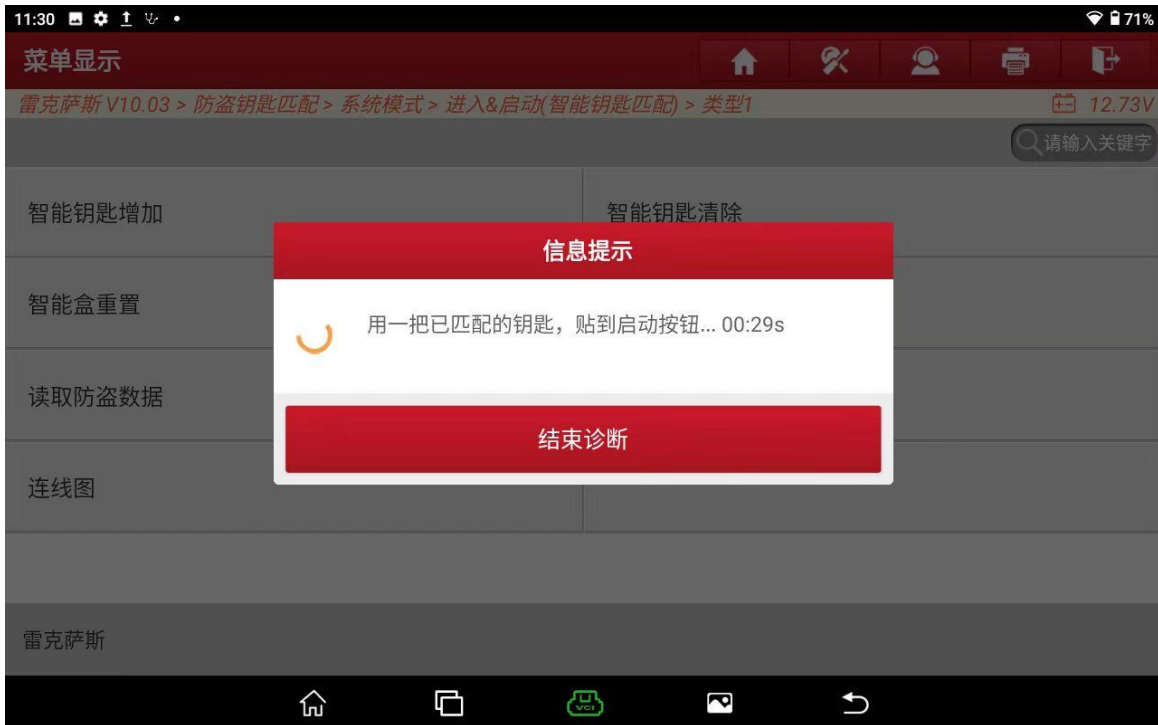 11:30
71%
菜单显示
雷克萨斯 V10.03 > 防盗钥匙匹配 > 系统模式 > 进入&启动(智能钥匙匹配) > 类型1
12.73V
请输入关键字
智能钥匙增加
智能钥匙清除
信息提示
智能盒重置
用一把已匹配的钥匙，贴到启动按钮... 00:29s
读取防盗数据
结束诊断
连线图
雷克萨斯
VCI